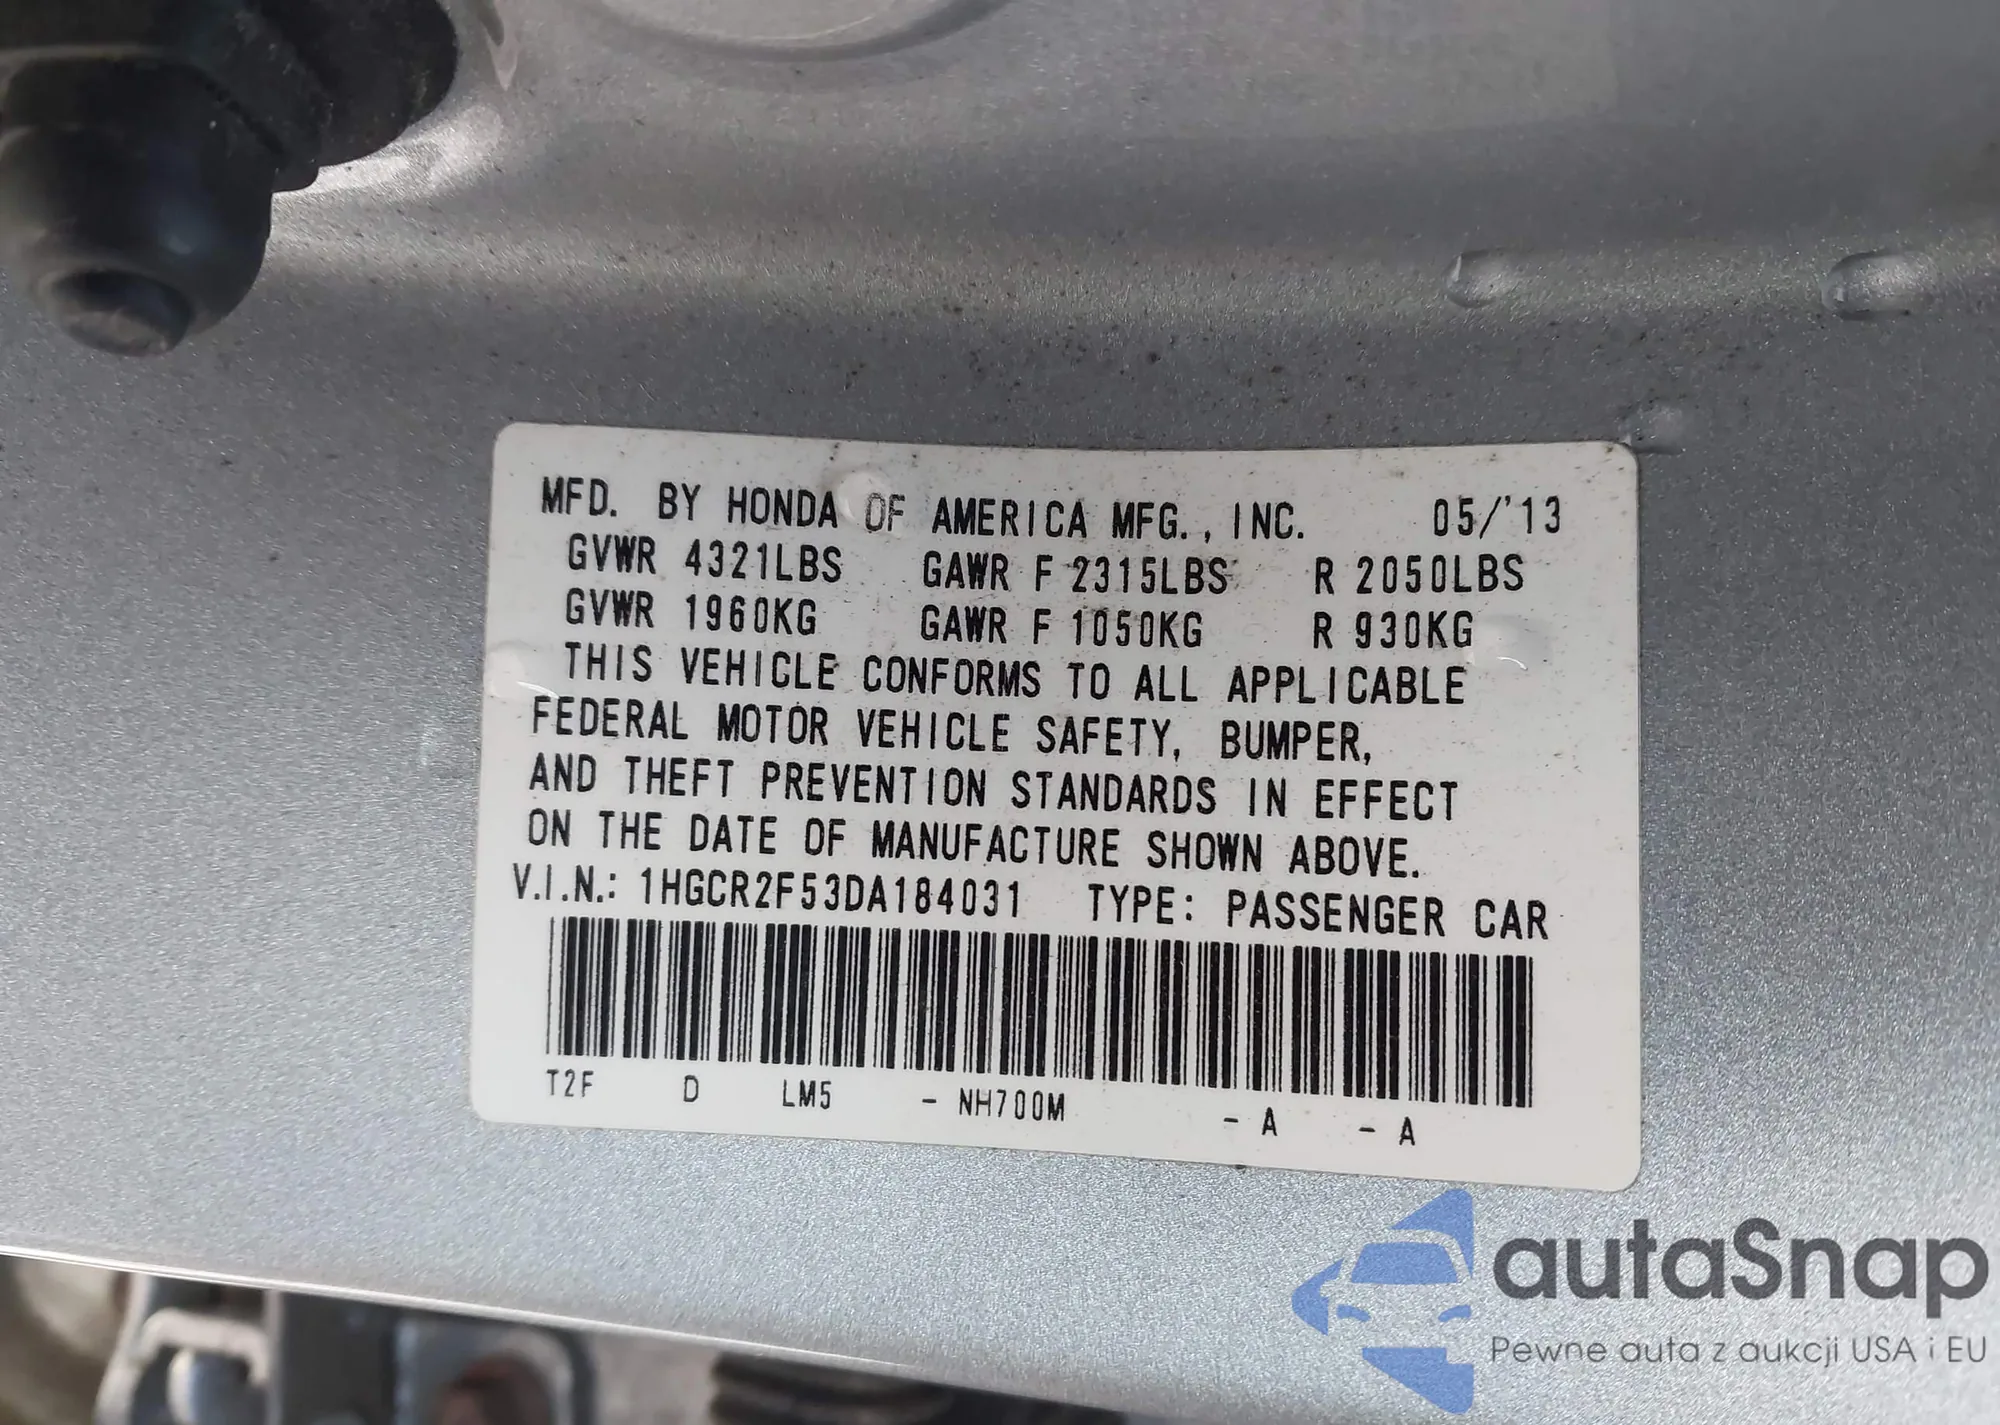 MFD. BY HONDA OF AMERICA MFG., INC. 05/'13
GVWR 4321LBS GAWR F 2315LBS R 2050LBS
GVWR 1960KG GAWR F 1050KG R 930KG
THIS VEHICLE CONFORMS TO ALL APPLICABLE
FEDERAL MOTOR VEHICLE SAFETY, BUMPER,
AND THEFT PREVENTION STANDARDS IN EFFECT
ON THE DATE OF MANUFACTURE SHOWN ABOVE.
V.I.N.: 1HGCR2F53DA184031 TYPE: PASSENGER CAR
T2F D LM5 - NH700M - A - A
autaSnap
Pewne auta z aukcji USA i EU